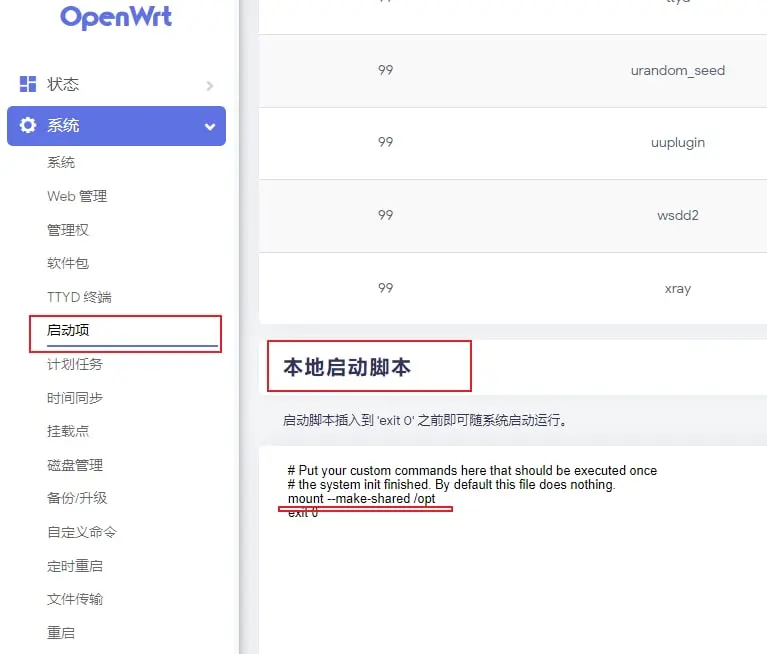 OpenWrt
状态
系统
系统
Web 管理
管理权
软件包
TTYD 终端
启动项
计划任务
时间同步
挂载点
磁盘管理
备份/升级
自定义命令
定时重启
文件传输
重启
ttyd
99 urandom_seed
99 uuplugin
99 wsdd2
99 xray
本地启动脚本
启动脚本插入到 'exit 0' 之前即可随系统启动运行。
# Put your custom commands here that should be executed once
# the system init finished. By default this file does nothing.
mount --make-shared /opt
exit 0